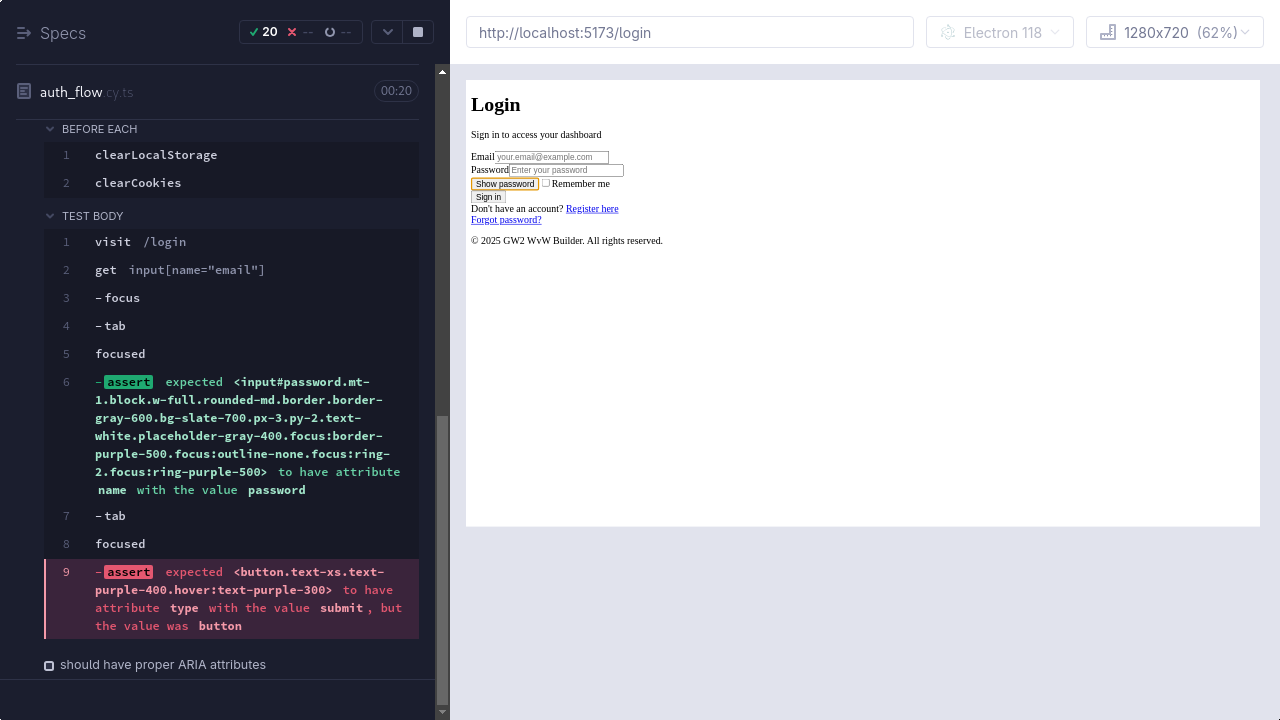 Specs
20 -- --
auth_flow.cy.ts 00:20
BEFORE EACH
1 clearLocalStorage
2 clearCookies
TEST BODY
1 visit /login
2 get input[name="email"]
3 -focus
4 -tab
5 focused
6 -assert expected <input#password.mt-
1.block.w-full.rounded-md.border.border-
gray-600.bg-slate-700.px-3.py-2.text-
white.placeholder-gray-400.focus:border-
purple-500.focus:outline-none.focus:ring-
2.focus:ring-purple-500> to have attribute
name with the value password
7 -tab
8 focused
9 -assert expected <button.text-xs.text-
purple-400.hover:text-purple-300> to have
attribute type with the value submit, but
the value was button
should have proper ARIA attributes
http://localhost:5173/login
Electron 118
1280x720 (62%)
Login
Sign in to access your dashboard
Email your.email@example.com
Password Enter your password
Show password Remember me
Sign in
Don't have an account? Register here
Forgot password?
© 2025 GW2 WvW Builder. All rights reserved.